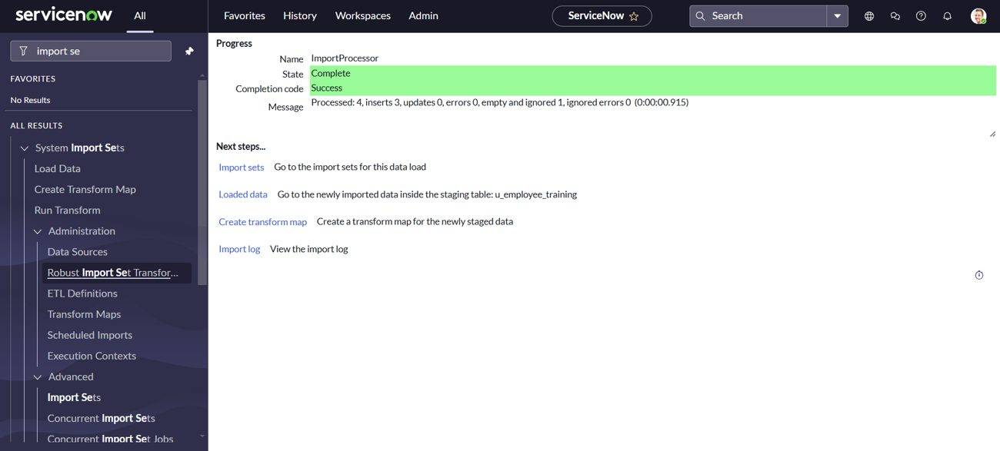 servicenow All Favorites History Workspaces Admin ServiceNow Search
import se
FAVORITES
No Results
ALL RESULTS
System Import Sets
Load Data
Create Transform Map
Run Transform
Administration
Data Sources
Robust Import Set Transfor...
ETL Definitions
Transform Maps
Scheduled Imports
Execution Contexts
Advanced
Import Sets
Concurrent Import Sets
Concurrent Import Set Jobs
Progress
Name ImportProcessor
State Complete
Completion code Success
Message Processed: 4, inserts 3, updates 0, errors 0, empty and ignored 1, ignored errors 0 (0:00:00.915)
Next steps...
Import sets Go to the import sets for this data load
Loaded data Go to the newly imported data inside the staging table: u_employee_training
Create transform map Create a transform map for the newly staged data
Import log View the import log